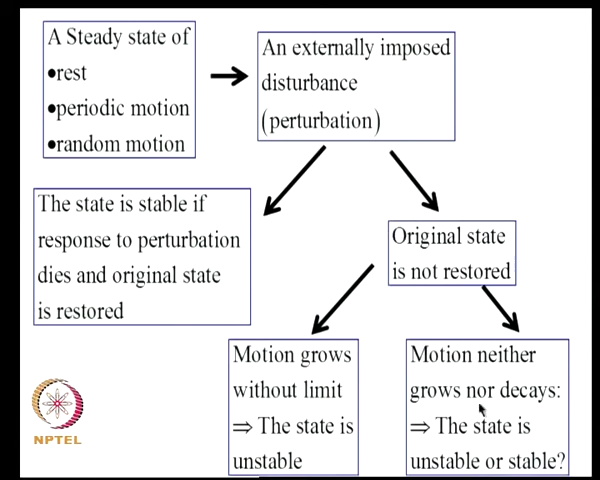 A Steady state of
•rest
•periodic motion
•random motion
An externally imposed
disturbance
(perturbation)
The state is stable if
response to perturbation
dies and original state
is restored
Original state
is not restored
Motion grows
without limit
⇒ The state is
unstable
Motion neither
grows nor decays:
⇒ The state is
unstable or stable?
NPTEL